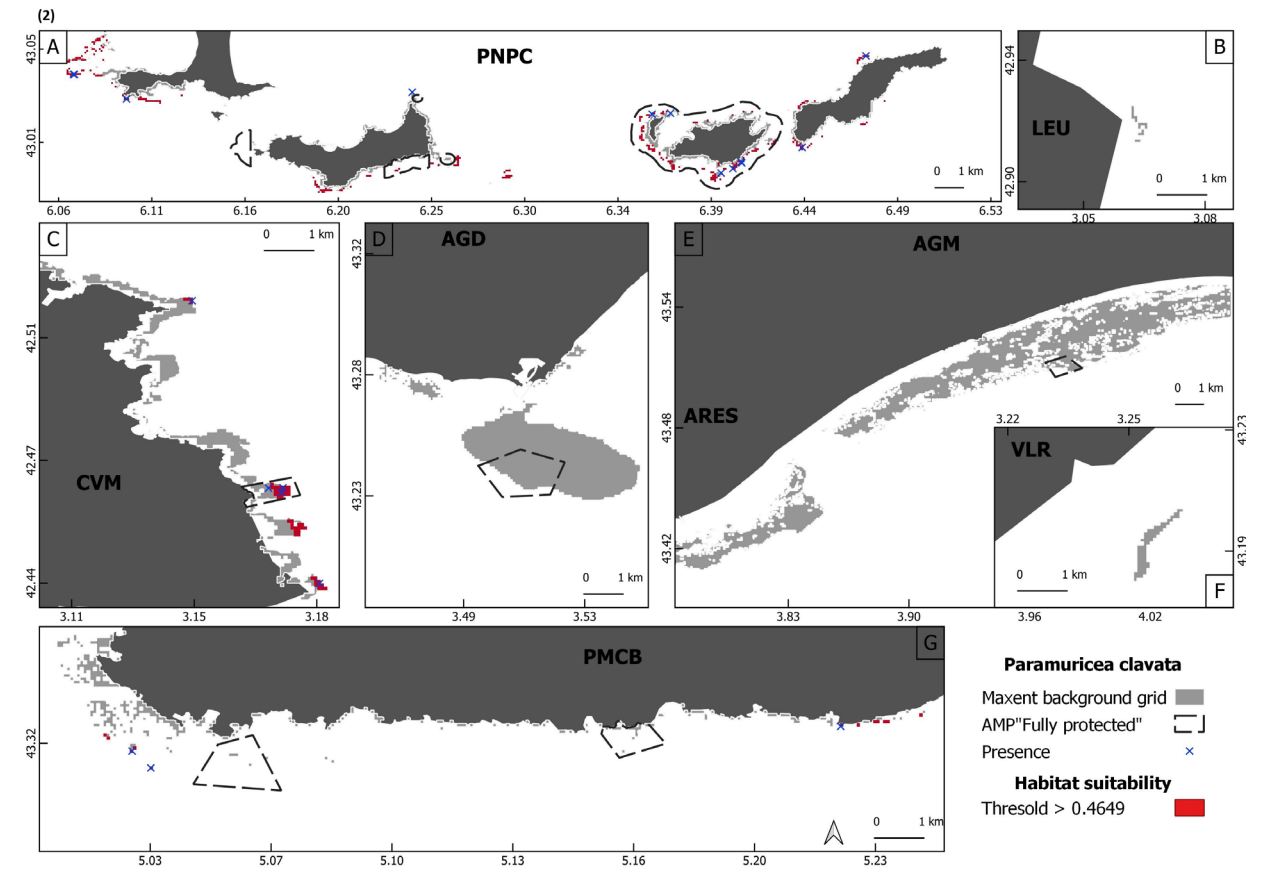 (2)
A
PNPC
43.05
43.01
0 1 km
6.06 6.11 6.16 6.20 6.25 6.30 6.34 6.39 6.44 6.49 6.53
B
LEU
42.94
42.90
0 1 km
3.05 3.08
C
0 1 km
CVM
42.51
42.47
42.44
3.11 3.15 3.18
D
AGD
43.32
43.28
43.23
0 1 km
3.49 3.53
E
AGM
ARES
43.54
43.48
43.42
0 1 km
3.83 3.90 3.96 4.02
3.22 3.25
VLR
43.23
43.19
0 1 km
F
G
PMCB
43.32
0 1 km
5.03 5.07 5.10 5.13 5.16 5.20 5.23
Paramuricea clavata
Maxent background grid
AMP"Fully protected"
Presence
Habitat suitability
Thresold > 0.4649